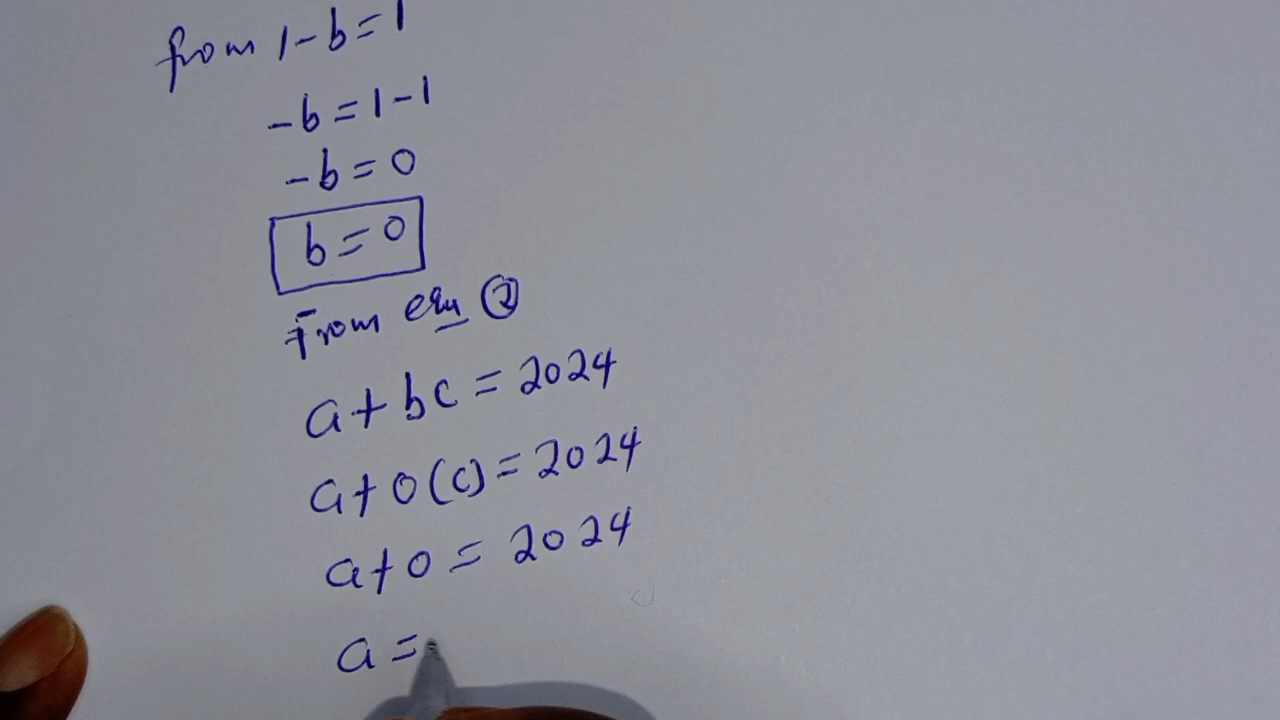 from 1-b=1
-b=1-1
-b=0
b=0
From eqn ②
a+bc=2024
a+0(c)=2024
a+0=2024
a=